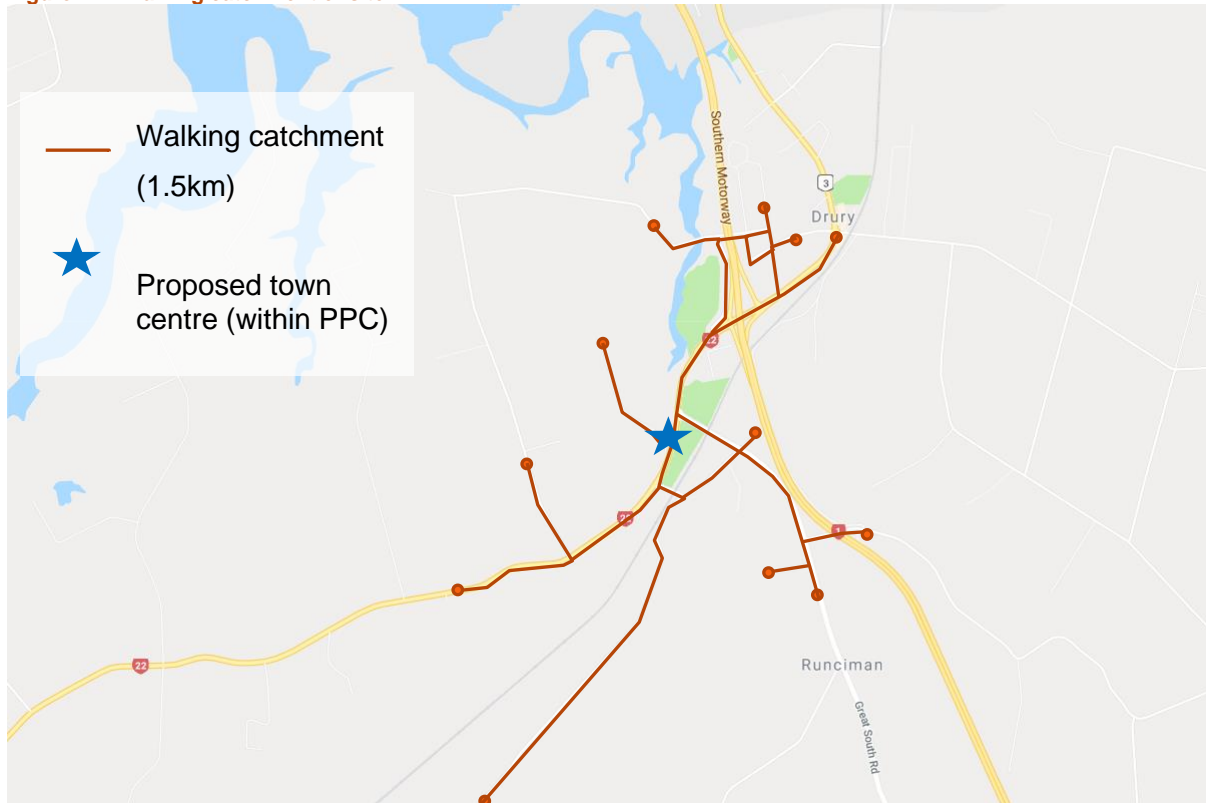 Walking catchment
(1.5km)
Proposed town
centre (within PPC)
Southern Motorway
3
Drury
22
22
1
22
Runciman
Great South Rd